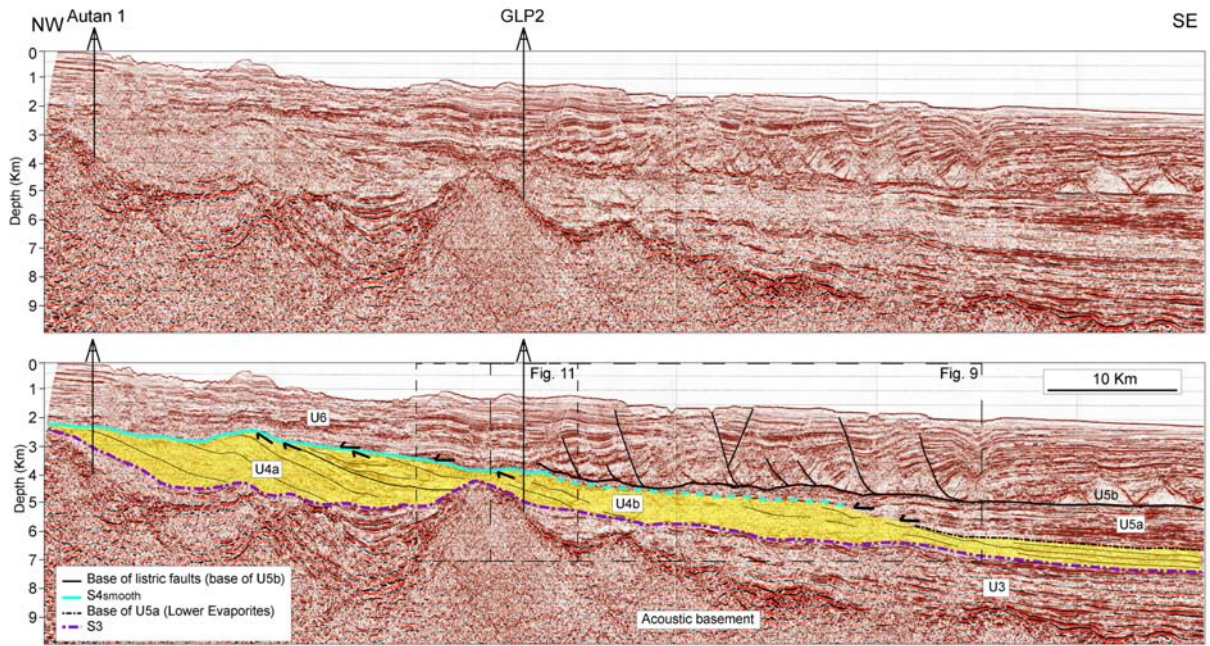 NW Autan 1 GLP2 SE
0
1
2
3
4
5
6
7
8
9
Depth (Km)
0
1
2
3
4
5
6
7
8
9
Depth (Km)
Fig. 11
Fig. 9
10 Km
U6
U4a
U4b
U5b
U5a
U3
Acoustic basement
Base of listric faults (base of U5b)
S4smooth
Base of U5a (Lower Evaporites)
S3